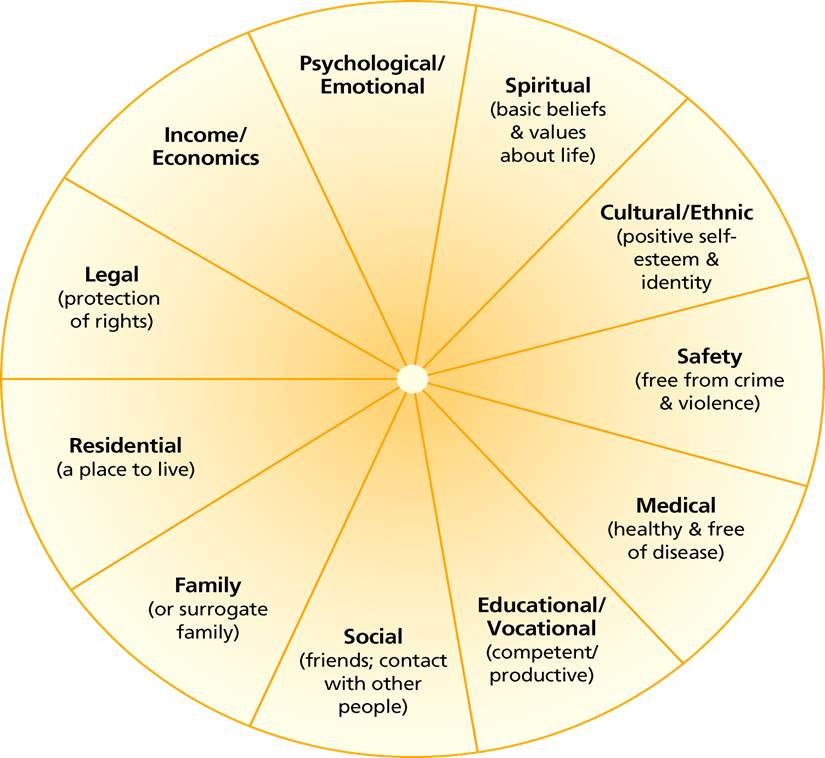 Psychological/
Emotional
Spiritual
(basic beliefs
& values
about life)
Cultural/Ethnic
(positive self-
esteem &
identity
Safety
(free from crime
& violence)
Medical
(healthy & free
of disease)
Educational/
Vocational
(competent/
productive)
Social
(friends; contact
with other
people)
Family
(or surrogate
family)
Residential
(a place to live)
Legal
(protection
of rights)
Income/
Economics